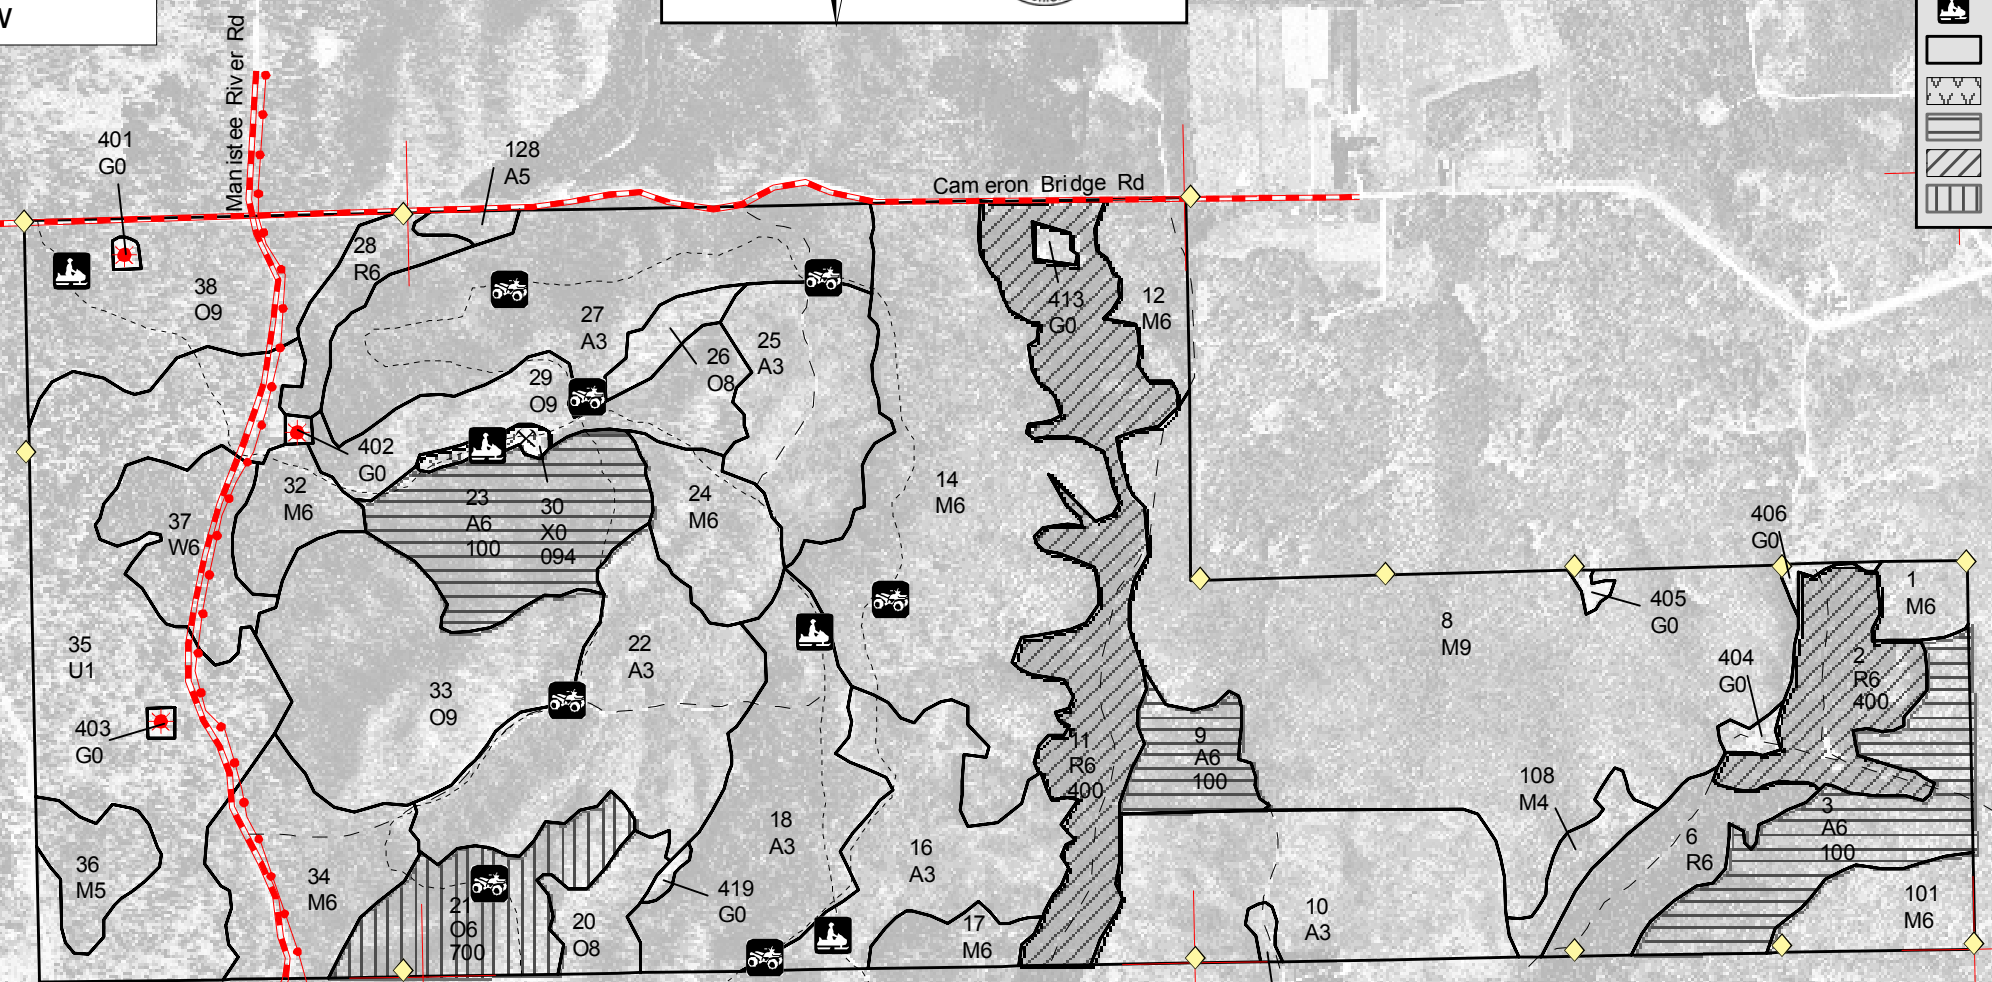 W
Manistee River Rd
Cameron Bridge Rd
401
G0
128
A5
28
R6
38
O9
27
A3
413
G0
12
M6
26
O8
25
A3
29
O9
402
G0
32
M6
23
A6
100
30
X0
094
24
M6
14
M6
37
W6
406
G0
405
G0
1
M6
8
M9
35
U1
22
A3
33
O9
404
G0
2
R6
400
403
G0
11
R6
400
9
A6
100
108
M4
18
A3
16
A3
3
A6
100
6
R6
36
M5
34
M6
21
O6
700
20
O8
419
G0
17
M6
10
A3
101
M6